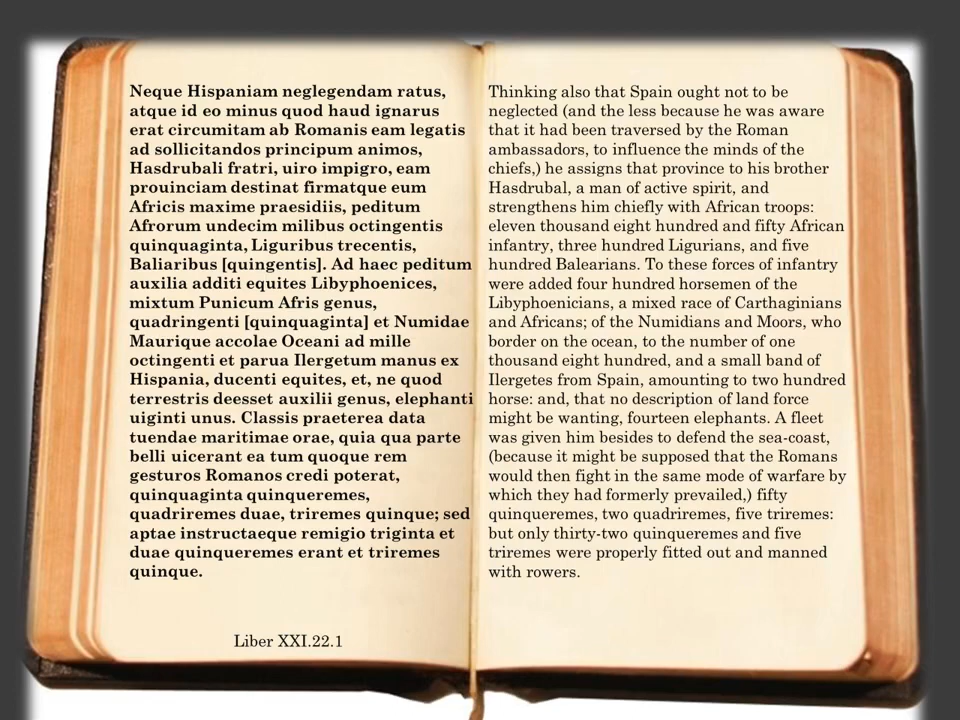 Neque Hispaniam neglegendam ratus,
atque id eo minus quod haud ignarus
erat circumitam ab Romanis eam legatis
ad sollicitandos principum animos,
Hasdrubali fratri, uiro impigro, eam
prouinciam destinat firmatque eum
Africis maxime praesidiis, peditum
Afrorum undecim milibus octingentis
quinquaginta, Liguribus trecentis,
Baliaribus [quingentis]. Ad haec peditum
auxilia additi equites Libyphoenices,
mixtum Punicum Afris genus,
quadringenti [quinquaginta] et Numidae
Maurique accolae Oceani ad mille
octingenti et parua Ilergetum manus ex
Hispania, ducenti equites, et, ne quod
terrestris deesset auxilii genus, elephanti
uiginti unus. Classis praeterea data
tuendae maritimae orae, quia qua parte
belli uicerant ea tum quoque rem
gesturos Romanos credi poterat,
quinquaginta quinqueremes,
quadriremes duae, triremes quinque; sed
aptae instructaeque remigio triginta et
duae quinqueremes erant et triremes
quinque.
Liber XXI.22.1
Thinking also that Spain ought not to be
neglected (and the less because he was aware
that it had been traversed by the Roman
ambassadors, to influence the minds of the
chiefs,) he assigns that province to his brother
Hasdrubal, a man of active spirit, and
strengthens him chiefly with African troops:
eleven thousand eight hundred and fifty African
infantry, three hundred Ligurians, and five
hundred Balearians. To these forces of infantry
were added four hundred horsemen of the
Libyphoenicians, a mixed race of Carthaginians
and Africans; of the Numidians and Moors, who
border on the ocean, to the number of one
thousand eight hundred, and a small band of
Ilergetes from Spain, amounting to two hundred
horse: and, that no description of land force
might be wanting, fourteen elephants. A fleet
was given him besides to defend the sea-coast,
(because it might be supposed that the Romans
would then fight in the same mode of warfare by
which they had formerly prevailed,) fifty
quinqueremes, two quadriremes, five triremes:
but only thirty-two quinqueremes and five
triremes were properly fitted out and manned
with rowers.